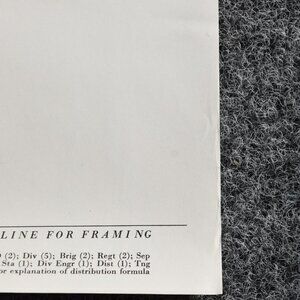 LINE FOR FRAMING
(2); Div (5); Brig (2); Regt (2); Sep
Sta (1); Div Engr (1); Dist (1); Tng
or explanation of distribution formula